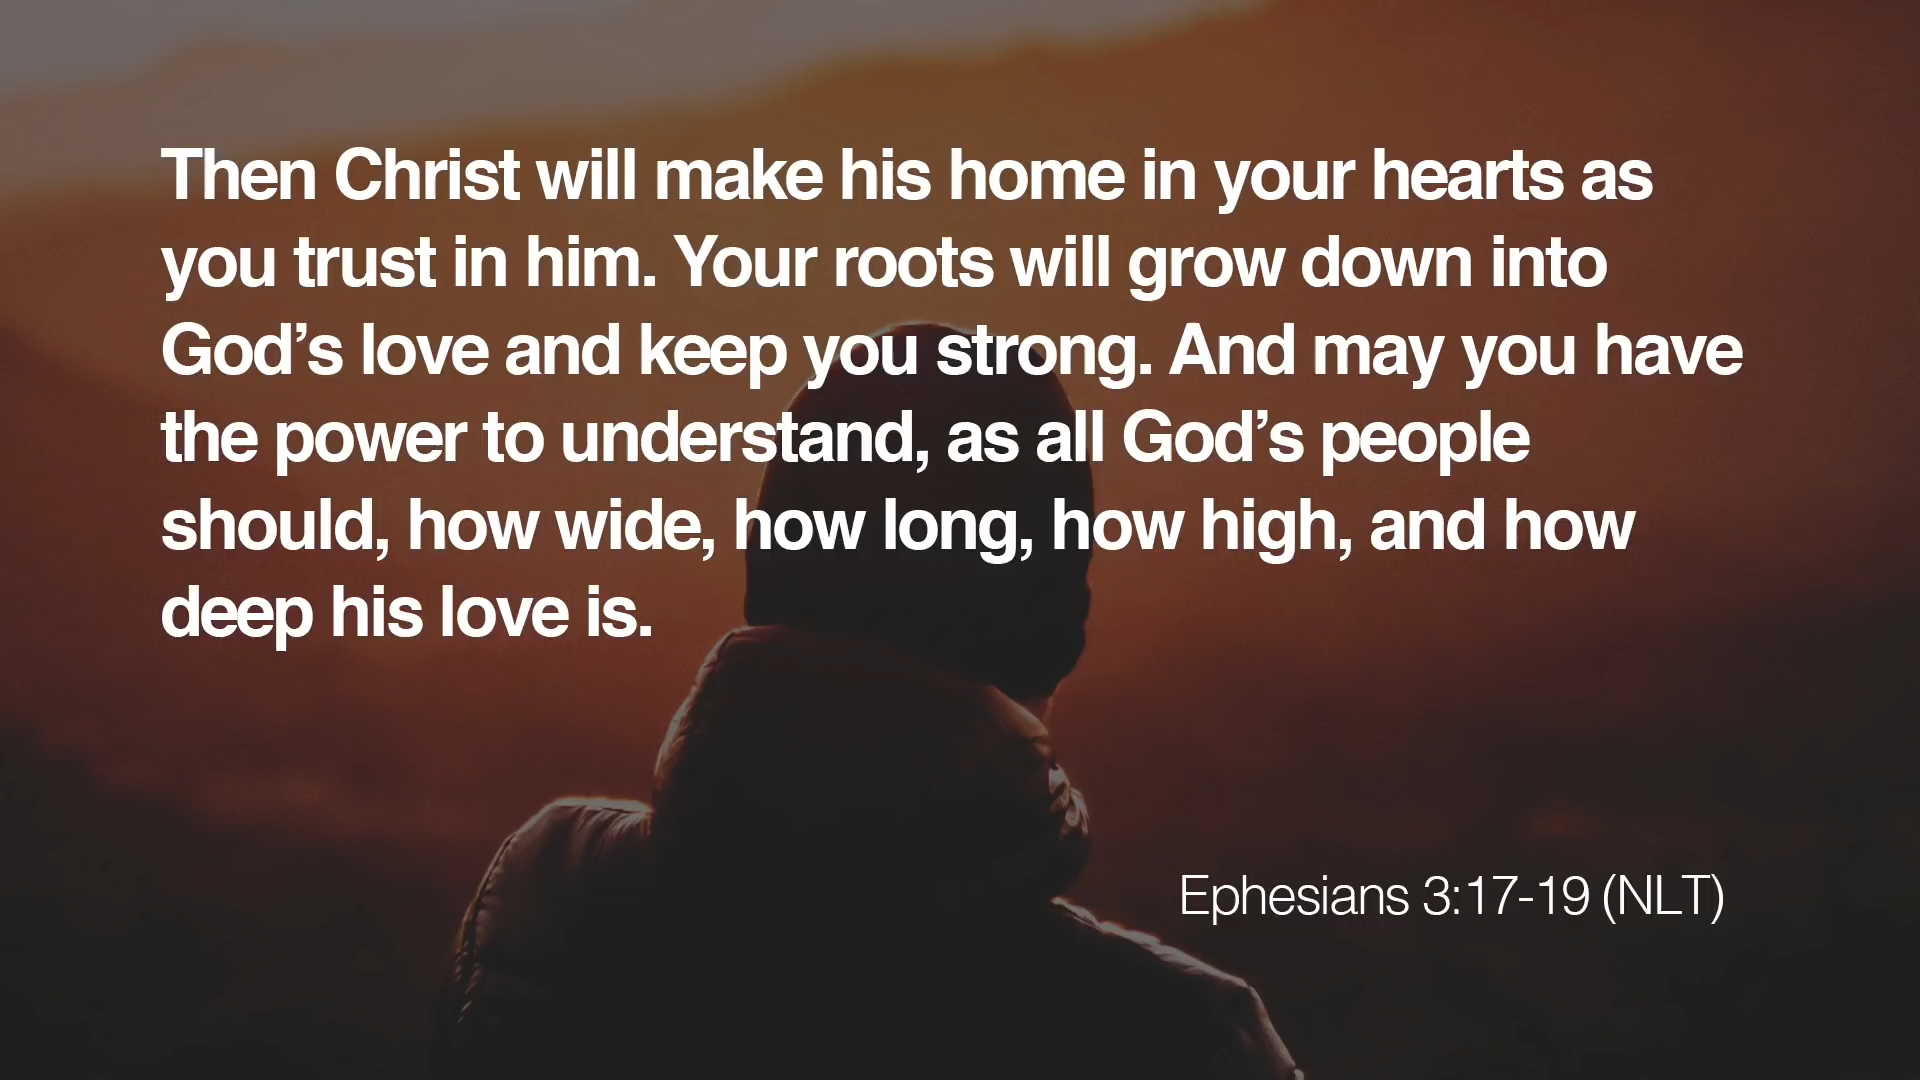 Then Christ will make his home in your hearts as
you trust in him. Your roots will grow down into
God’s love and keep you strong. And may you have
the power to understand, as all God’s people
should, how wide, how long, how high, and how
deep his love is.
Ephesians 3:17-19 (NLT)